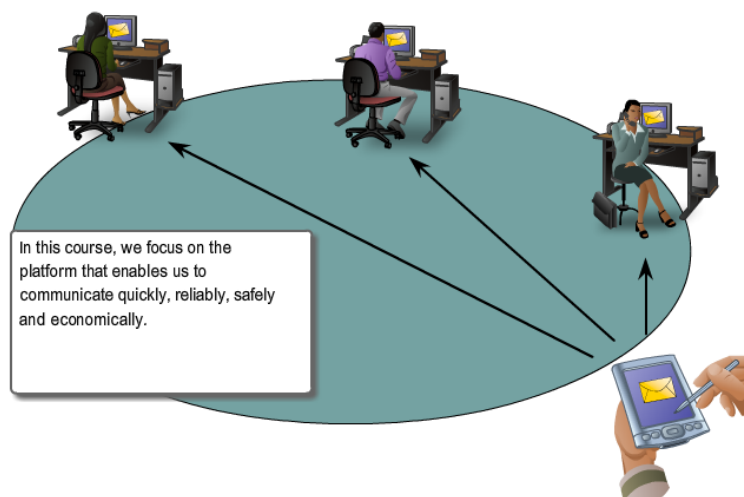 In this course, we focus on the
platform that enables us to
communicate quickly, reliably, safely
and economically.